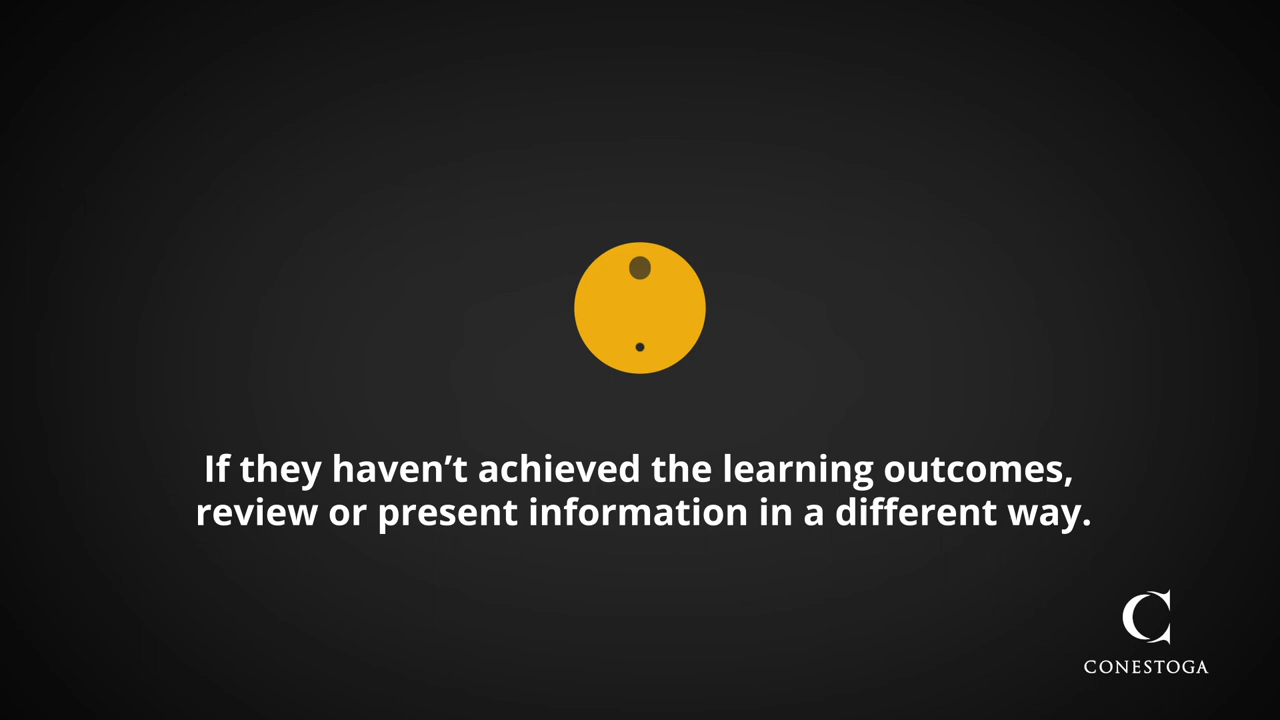 If they haven’t achieved the learning outcomes,
review or present information in a different way.
CONESTOGA